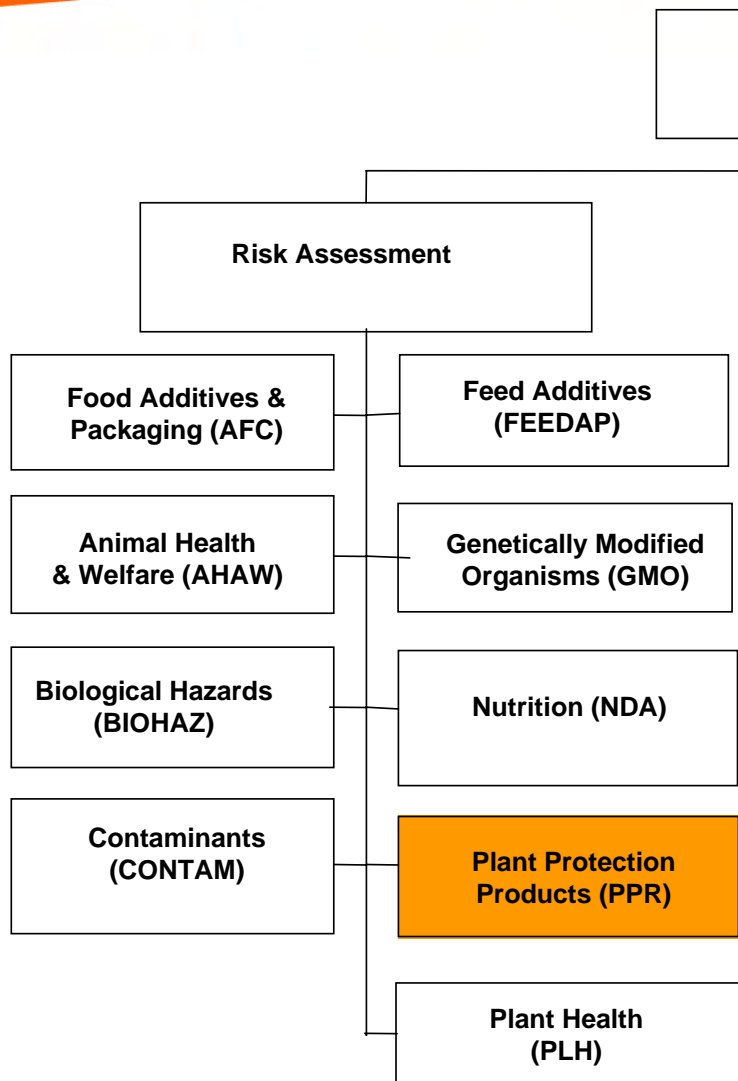 Risk Assessment
Food Additives &
Packaging (AFC)
Feed Additives
(FEEDAP)
Animal Health
& Welfare (AHAW)
Genetically Modified
Organisms (GMO)
Biological Hazards
(BIOHAZ)
Nutrition (NDA)
Contaminants
(CONTAM)
Plant Protection
Products (PPR)
Plant Health
(PLH)